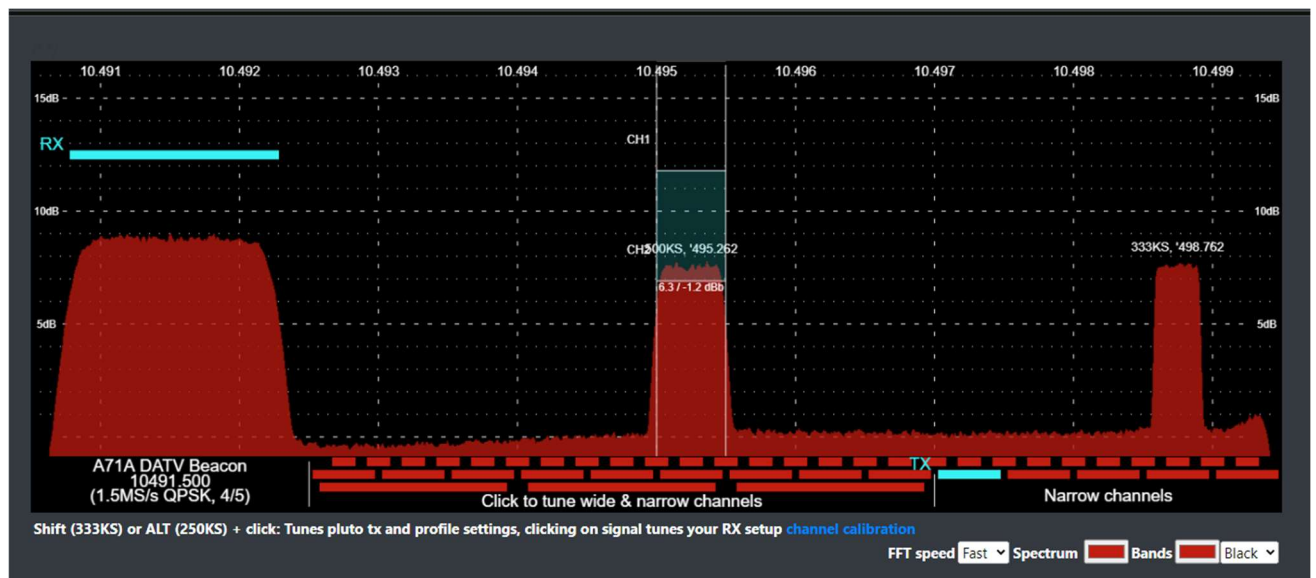 10.491 10.492 10.493 10.494 10.495 10.496 10.497 10.498 10.499
15dB 15dB
RX
CH1
10dB 10dB
CH2 500KS, '495.262 333KS, '498.762
6.3 / -1.2 dBb
5dB 5dB
TX
A71A DATV Beacon
10491.500
(1.5MS/s QPSK, 4/5)
Click to tune wide & narrow channels Narrow channels
Shift (333KS) or ALT (250KS) + click: Tunes pluto tx and profile settings, clicking on signal tunes your RX setup channel calibration
FFT speed Fast Spectrum Bands Black